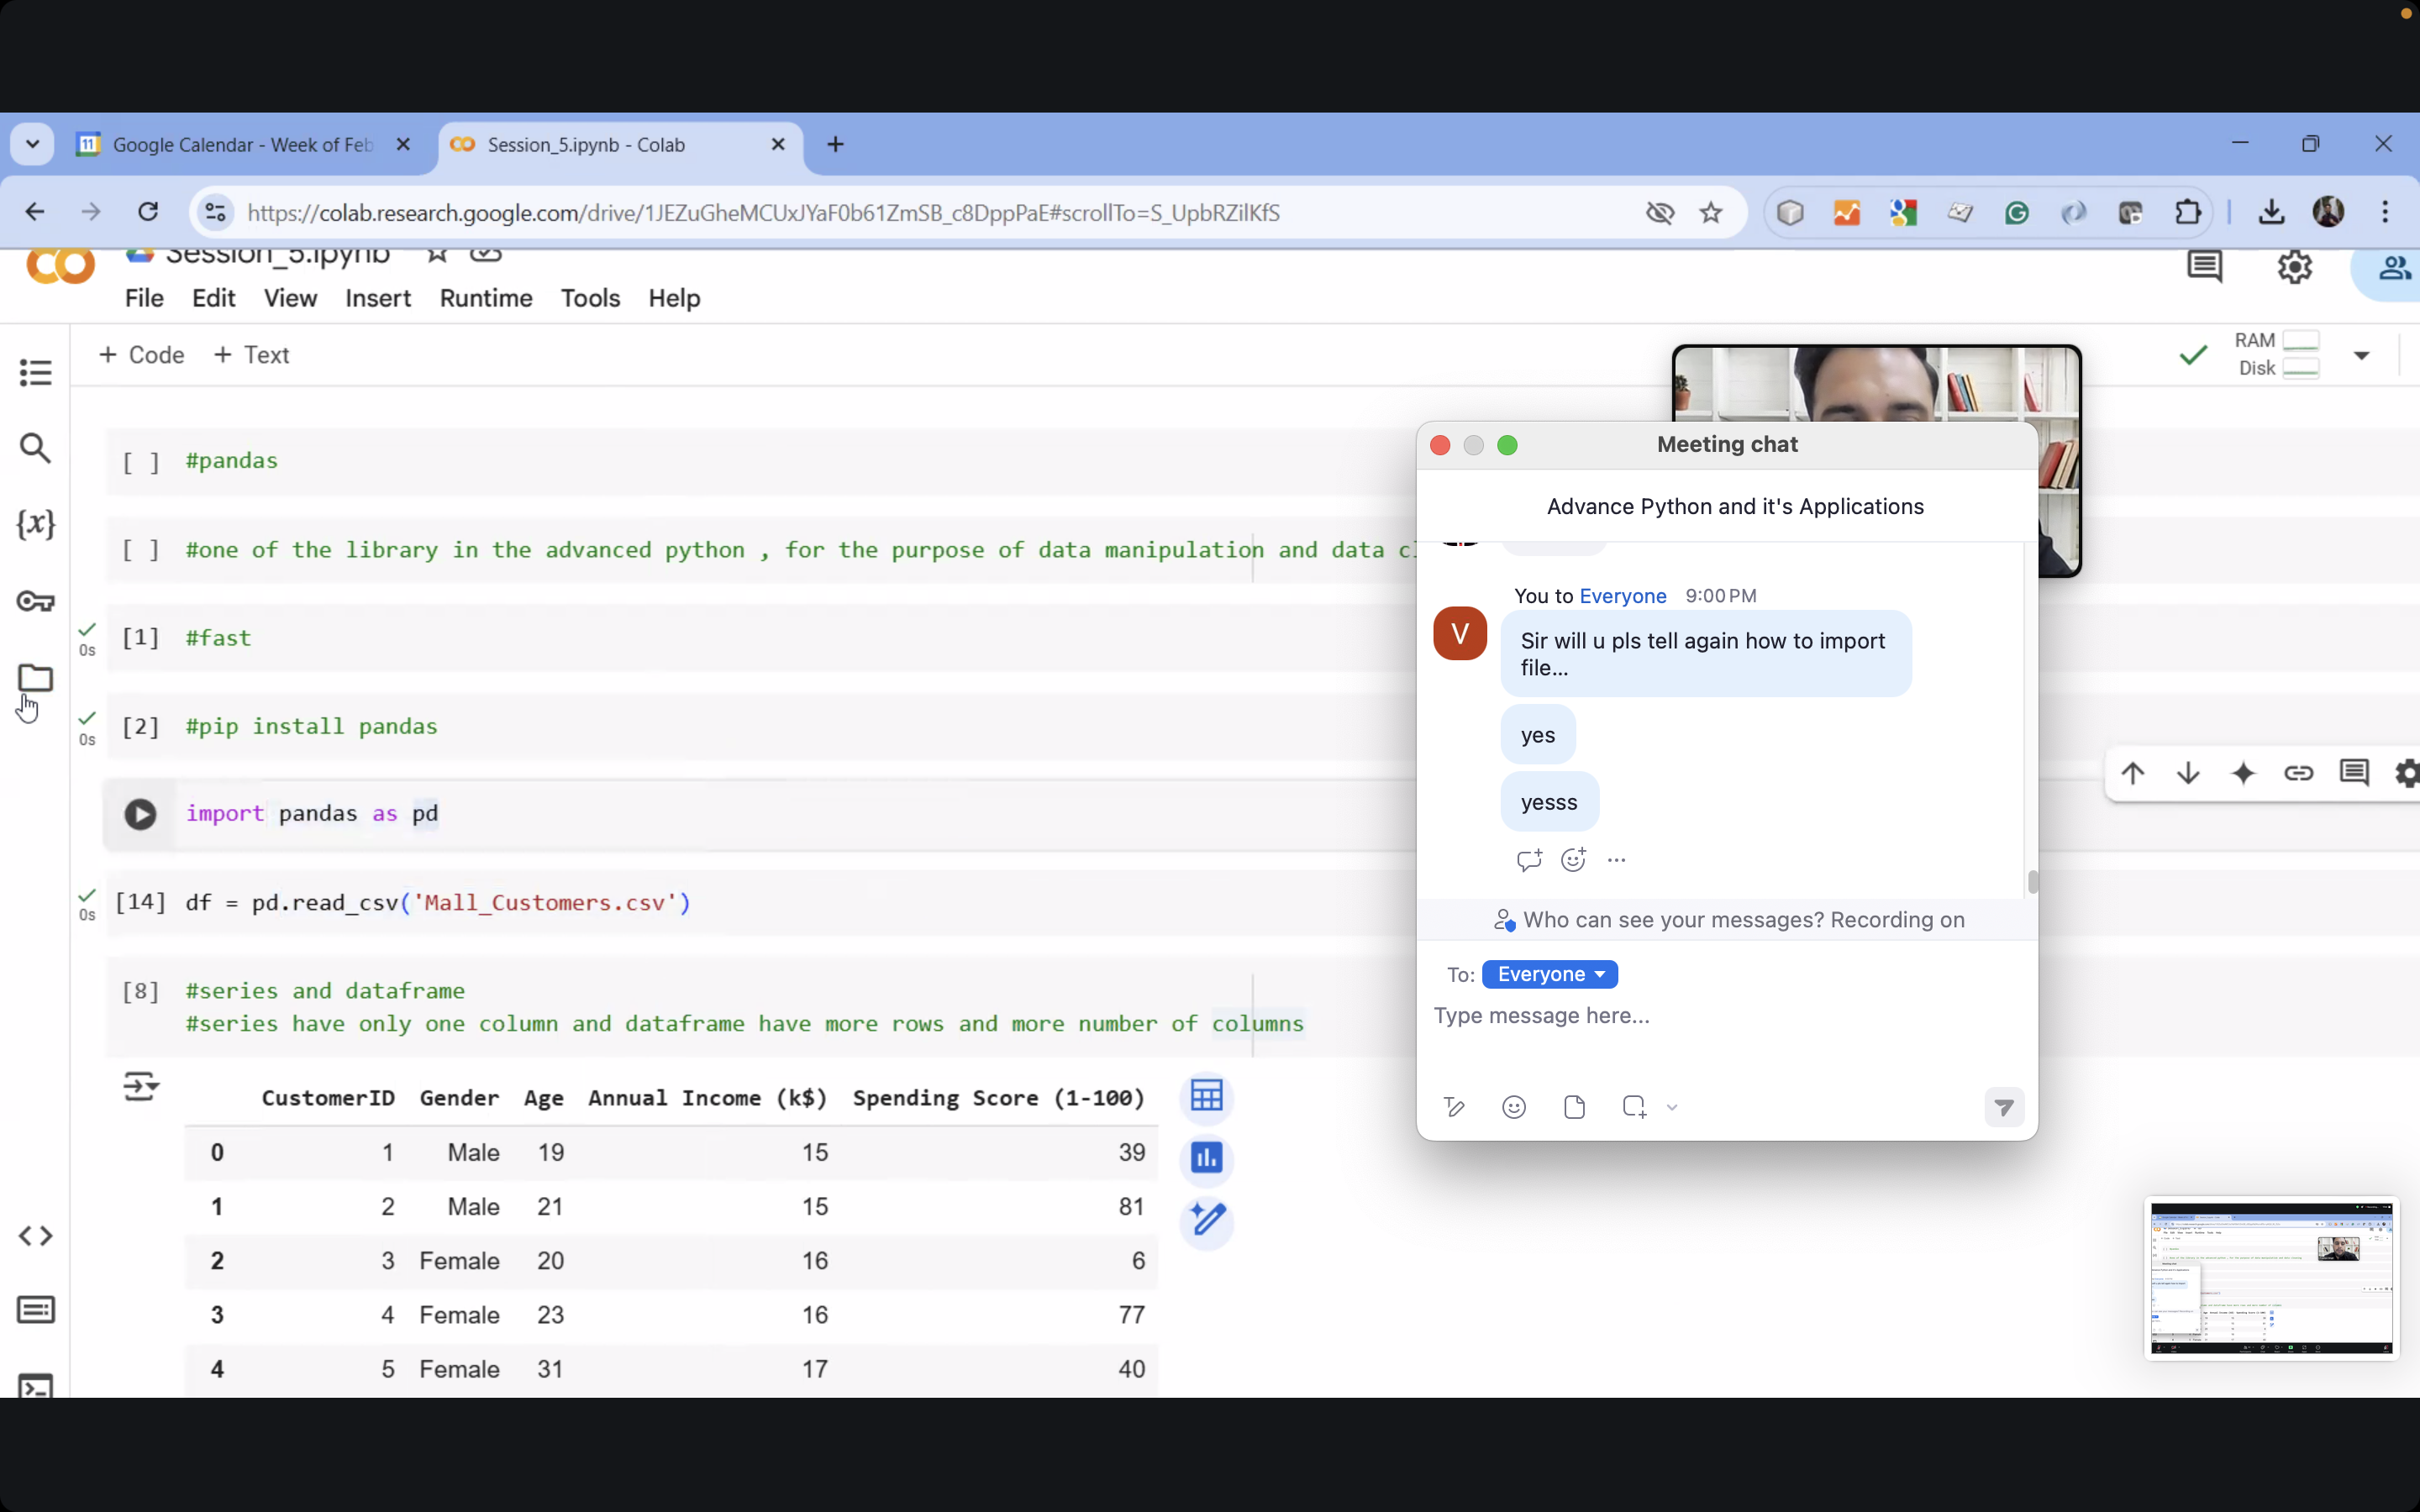 Google Calendar - Week of Feb
Session_5.ipynb - Colab
https://colab.research.google.com/drive/1JEZuGheMCUxJYaF0b61ZmSB_c8DppPaE#scrollTo=S_UpbRZilKfS
Session_5.ipynb
File Edit View Insert Runtime Tools Help
+ Code + Text
RAM
Disk
[ ] #pandas
[ ] #one of the library in the advanced python , for the purpose of data manipulation and data cl
0s [1] #fast
0s [2] #pip install pandas
import pandas as pd
0s [14] df = pd.read_csv('Mall_Customers.csv')
[8] #series and dataframe
#series have only one column and dataframe have more rows and more number of columns
CustomerID Gender Age Annual Income (k$) Spending Score (1-100)
0 1 Male 19 15 39
1 2 Male 21 15 81
2 3 Female 20 16 6
3 4 Female 23 16 77
4 5 Female 31 17 40
Meeting chat
Advance Python and it's Applications
You to Everyone 9:00 PM
V
Sir will u pls tell again how to import
file...
yes
yesss
Who can see your messages? Recording on
To: Everyone
Type message here...